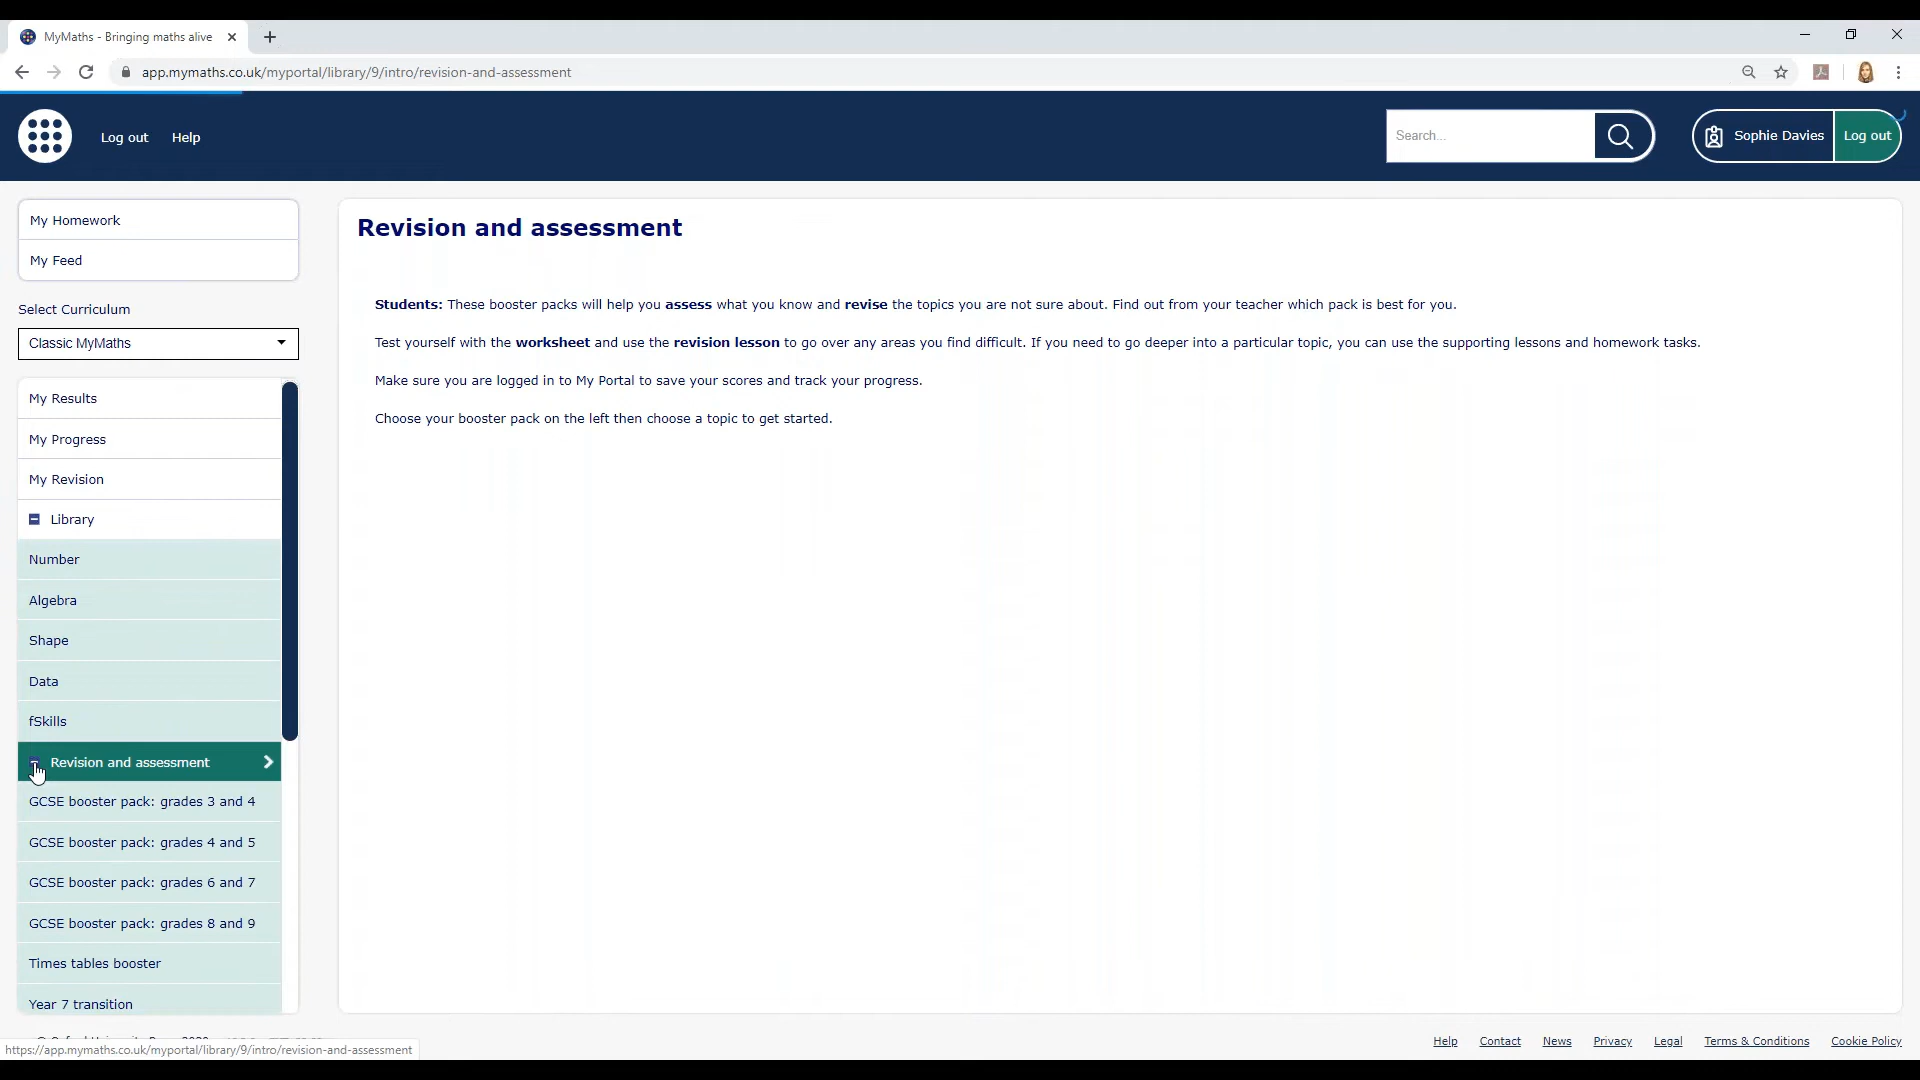 MyMaths - Bringing maths alive
app.mymaths.co.uk/myportal/library/9/intro/revision-and-assessment
Log out
Help
Search...
Sophie Davies
Log out
My Homework
My Feed
Select Curriculum
Classic MyMaths
My Results
My Progress
My Revision
Library
Number
Algebra
Shape
Data
fSkills
Revision and assessment
GCSE booster pack: grades 3 and 4
GCSE booster pack: grades 4 and 5
GCSE booster pack: grades 6 and 7
GCSE booster pack: grades 8 and 9
Times tables booster
Year 7 transition
Revision and assessment
Students: These booster packs will help you assess what you know and revise the topics you are not sure about. Find out from your teacher which pack is best for you.
Test yourself with the worksheet and use the revision lesson to go over any areas you find difficult. If you need to go deeper into a particular topic, you can use the supporting lessons and homework tasks.
Make sure you are logged in to My Portal to save your scores and track your progress.
Choose your booster pack on the left then choose a topic to get started.
Help
Contact
News
Privacy
Legal
Terms & Conditions
Cookie Policy
https://app.mymaths.co.uk/myportal/library/9/intro/revision-and-assessment